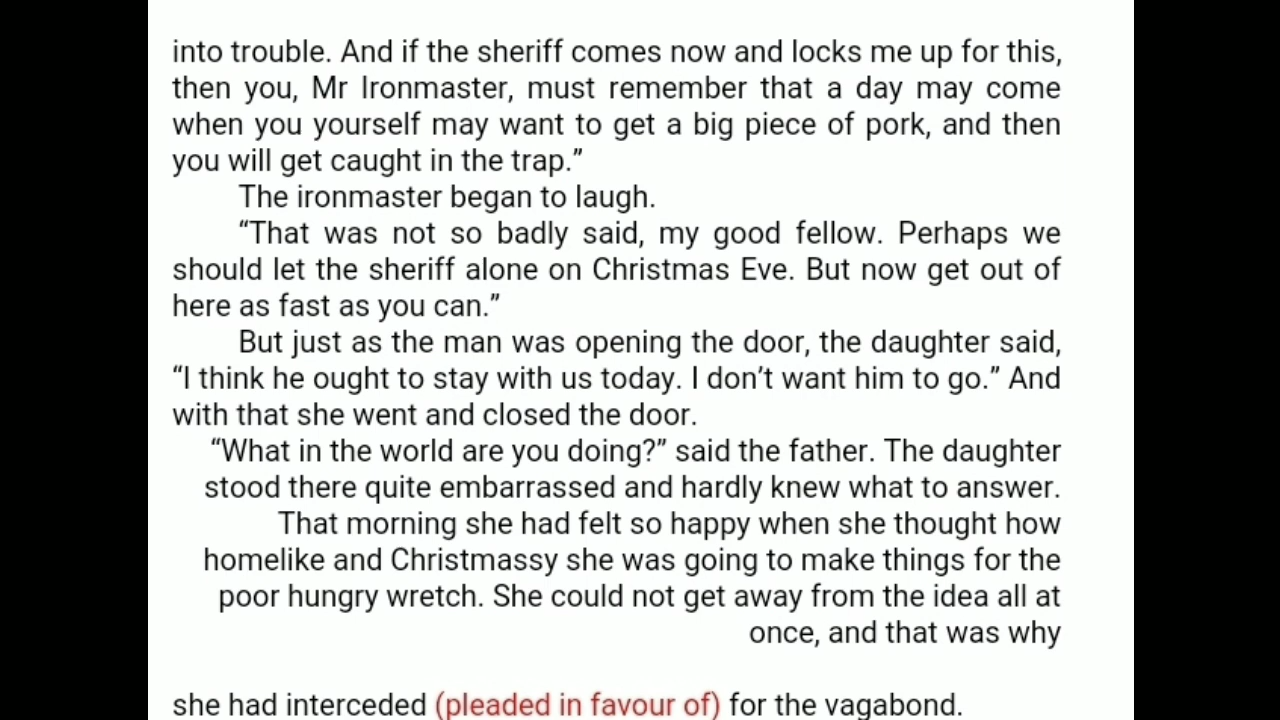 into trouble. And if the sheriff comes now and locks me up for this,
then you, Mr Ironmaster, must remember that a day may come
when you yourself may want to get a big piece of pork, and then
you will get caught in the trap.”
The ironmaster began to laugh.
“That was not so badly said, my good fellow. Perhaps we
should let the sheriff alone on Christmas Eve. But now get out of
here as fast as you can.”
But just as the man was opening the door, the daughter said,
“I think he ought to stay with us today. I don’t want him to go.” And
with that she went and closed the door.
“What in the world are you doing?” said the father. The daughter
stood there quite embarrassed and hardly knew what to answer.
That morning she had felt so happy when she thought how
homelike and Christmassy she was going to make things for the
poor hungry wretch. She could not get away from the idea all at
once, and that was why
she had interceded (pleaded in favour of) for the vagabond.